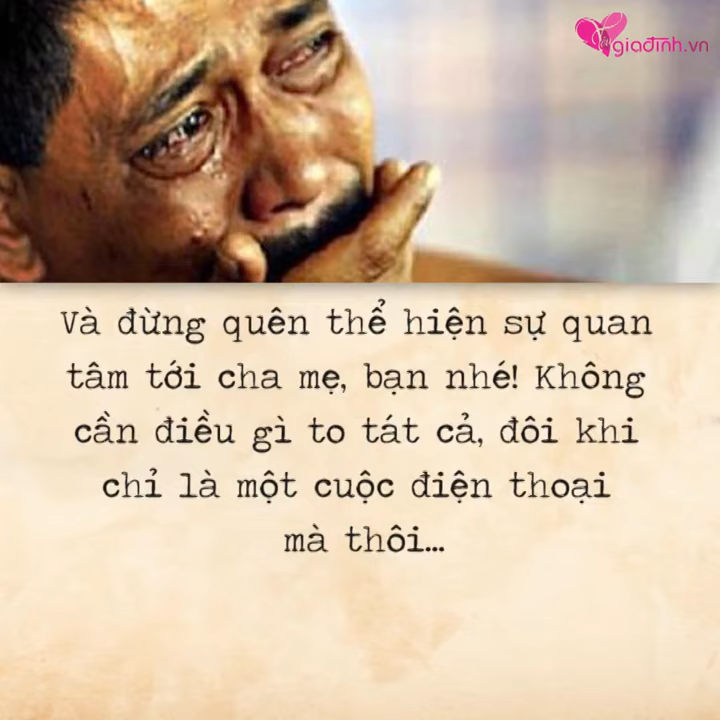 giađình.vn
Và đừng quên thể hiện sự quan
tâm tới cha mẹ, bạn nhé! Không
cần điều gì to tát cả, đôi khi
chỉ là một cuộc điện thoại
mà thôi...